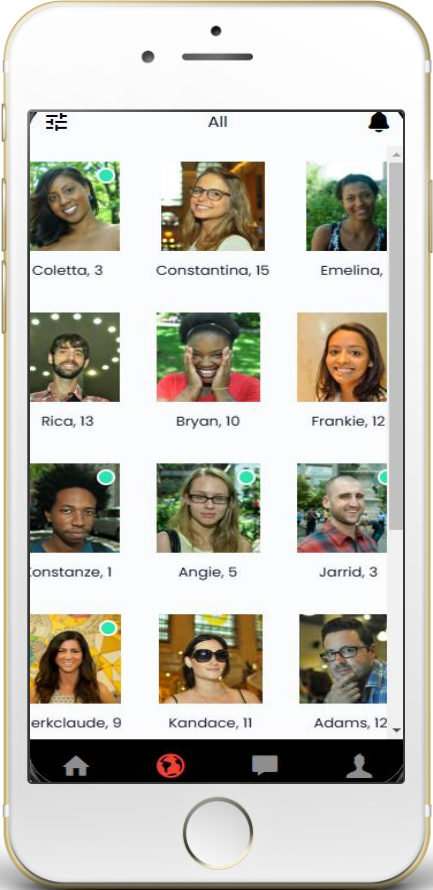 All
Coletta, 3
Constantina, 15
Emelina,
Rica, 13
Bryan, 10
Frankie, 12
onstanze, 1
Angie, 5
Jarrid, 3
erkclaude, 9
Kandace, 11
Adams, 12